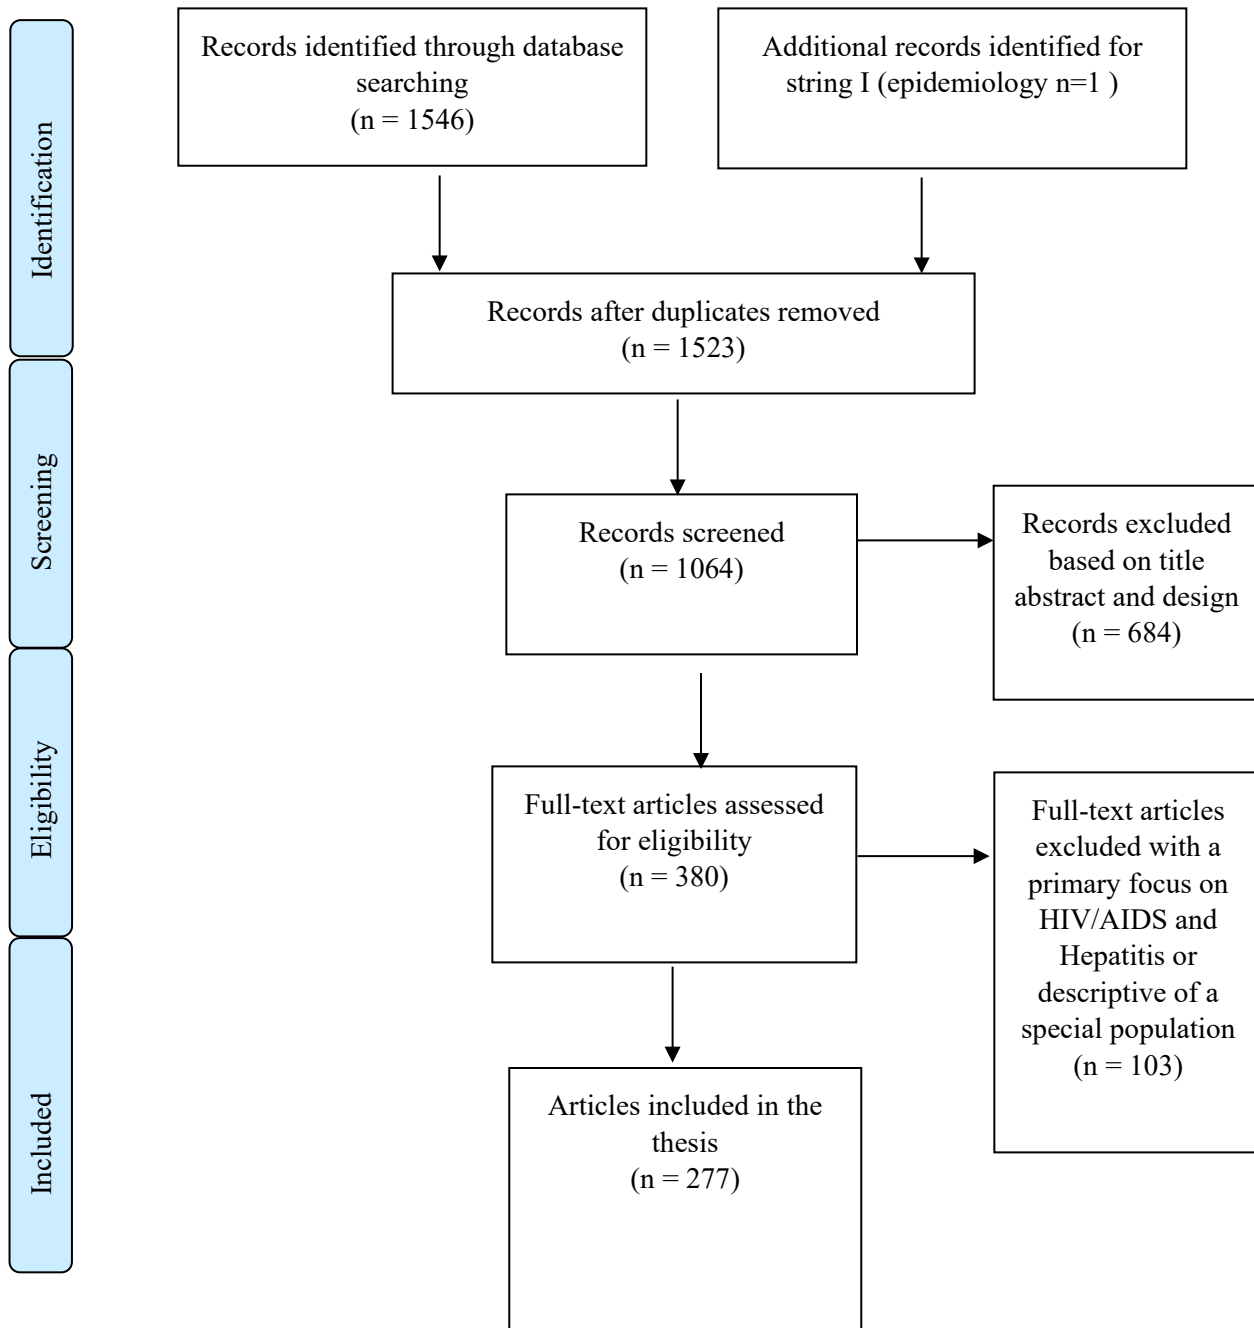 Records identified through database
searching
(n = 1546)
Additional records identified for
string I (epidemiology n=1 )
Identification
Records after duplicates removed
(n = 1523)
Screening
Records screened
(n = 1064)
Records excluded
based on title
abstract and design
(n = 684)
Eligibility
Full-text articles assessed
for eligibility
(n = 380)
Full-text articles
excluded with a
primary focus on
HIV/AIDS and
Hepatitis or
descriptive of a
special population
(n = 103)
Included
Articles included in the
thesis
(n = 277)